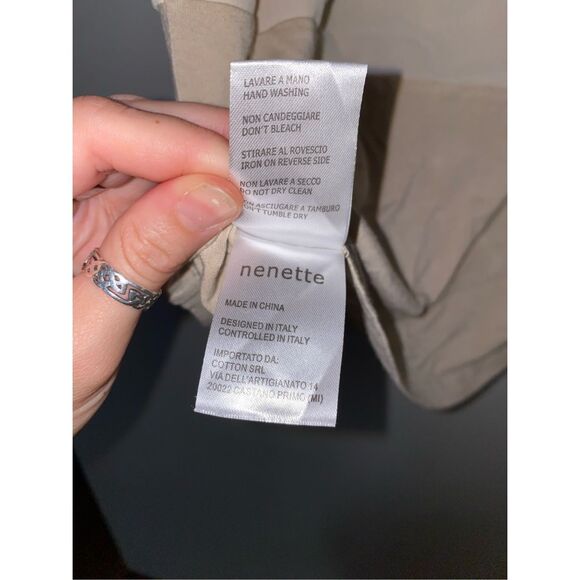 LAVARE A MANO
HAND WASHING
NON CANDEGGIARE
DON'T BLEACH
STIRARE AL ROVESCIO
IRON ON REVERSE SIDE
NON LAVARE A SECCO
DO NOT DRY CLEAN
ASCIUGARE A TAMBURO
TUMBLE DRY
nenette
MADE IN CHINA
DESIGNED IN ITALY
CONTROLLED IN ITALY
IMPORTATO DA:
COTTON SRL
VIA DELL'ARTIGIANATO 14
20022 CASTANO PRIMO (MI)